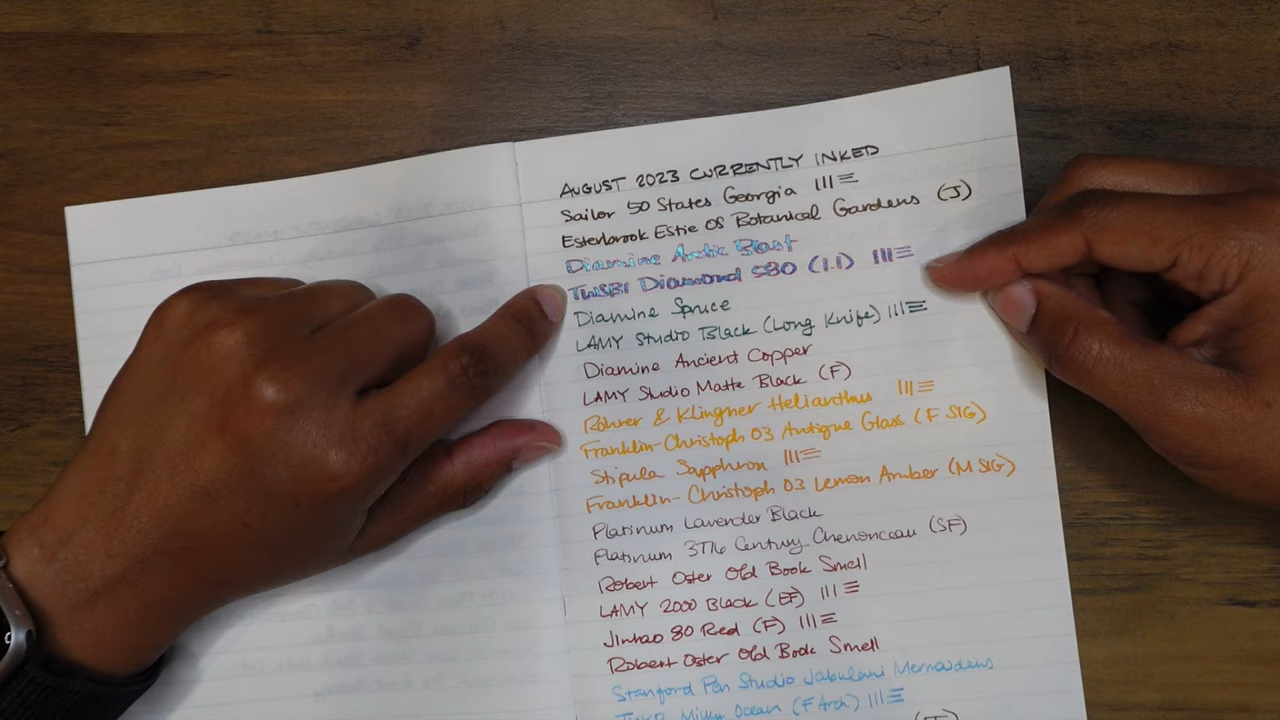 AUGUST 2023 CURRENTLY INKED
Sailor 50 States Georgia |||≡
Esterbrook Estie OS Botanical Gardens (J)
Diamine Arctic Blast
TWSBI Diamond 580 (1.1) |||≡
Diamine Spruce
LAMY Studio Black (Long Knife) |||≡
Diamine Ancient Copper
LAMY Studio Matte Black (F)
Rohrer & Klingner Helianthus |||≡
Franklin-Christoph 03 Antique Glass (F SIG)
Stipula Sapphron |||≡
Franklin-Christoph 03 Lemon Amber (M SIG)
Platinum Lavender Black
Platinum 3776 Century Chenonceau (SF)
Robert Oster Old Book Smell
LAMY 2000 Black (EF) |||≡
Jinhao 80 Red (F) |||≡
Robert Oster Old Book Smell
Stanford Pen Studio Jabulani Mermaidens
Milky Ocean (F Arch.) |||≡